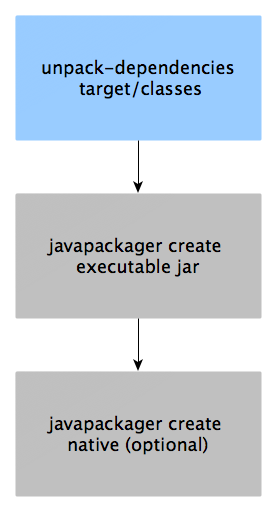 unpack-dependencies
target/classes
javapackager create
executable jar
javapackager create
native (optional)